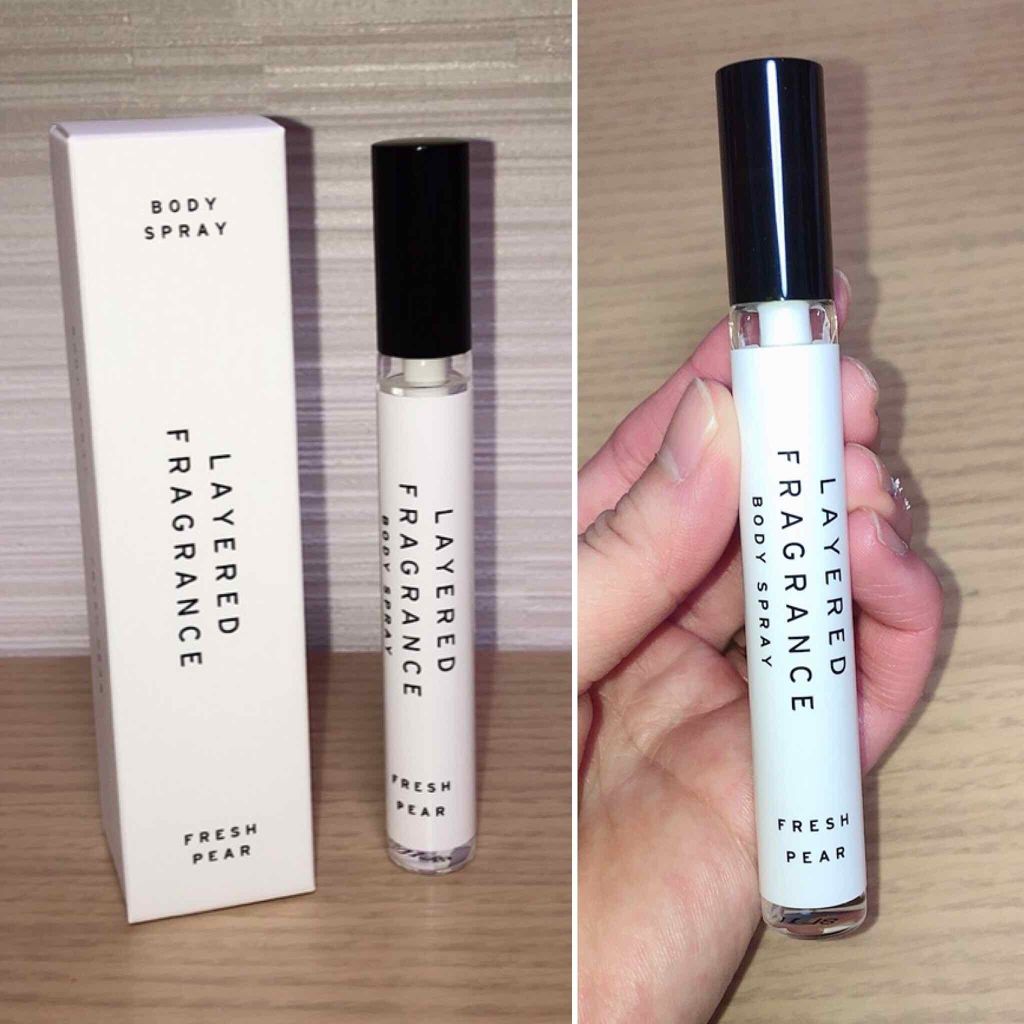 BODY
SPRAY
LAYERED
FRAGRANCE
FRESH
PEAR
LAYERED
FRAGRANCE
BODY SPRAY
FRESH
PEAR
LAYERED
FRAGRANCE
BODY SPRAY
FRESH
PEAR